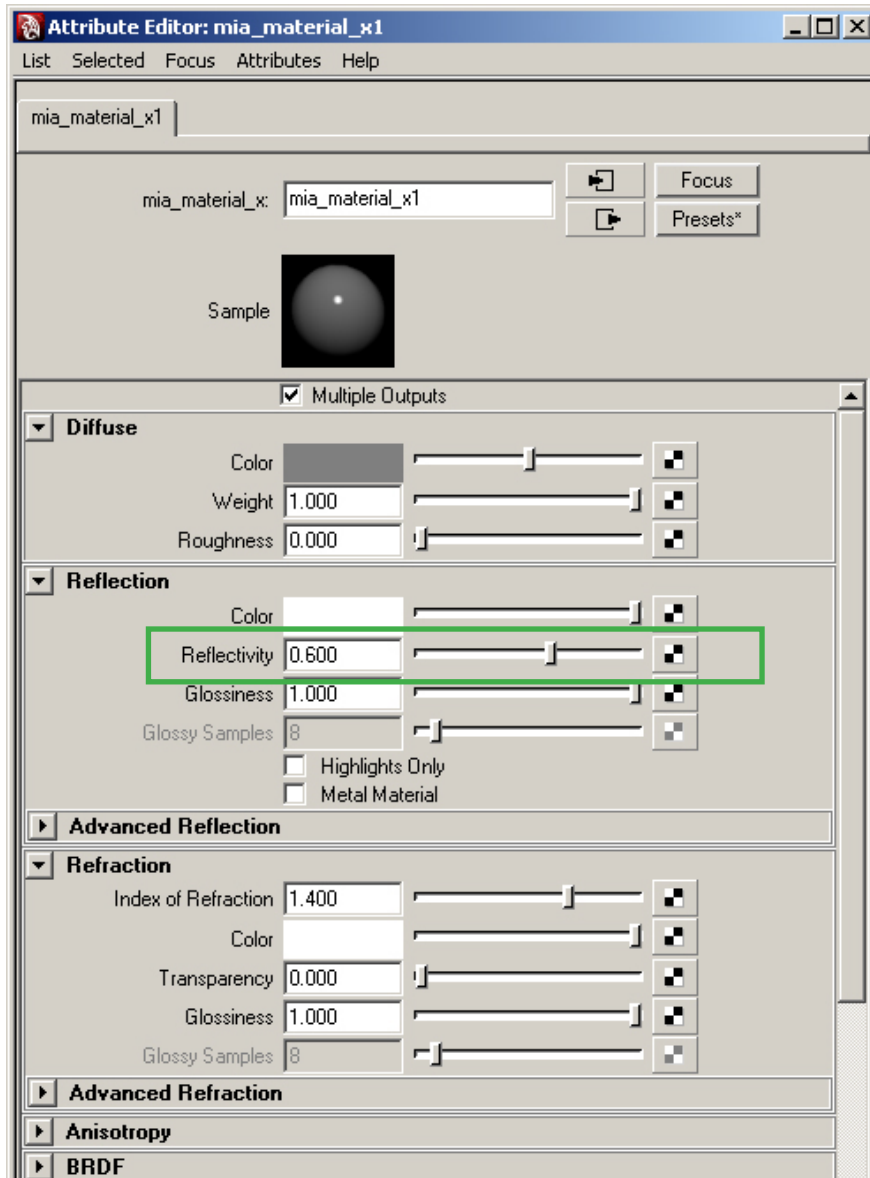 Attribute Editor: mia_material_x1
List Selected Focus Attributes Help
mia_material_x1
mia_material_x: mia_material_x1 Focus
Presets*
Sample
Multiple Outputs
Diffuse
Color
Weight 1.000
Roughness 0.000
Reflection
Color
Reflectivity 0.600
Glossiness 1.000
Glossy Samples 8
Highlights Only
Metal Material
Advanced Reflection
Refraction
Index of Refraction 1.400
Color
Transparency 0.000
Glossiness 1.000
Glossy Samples 8
Advanced Refraction
Anisotropy
BRDF